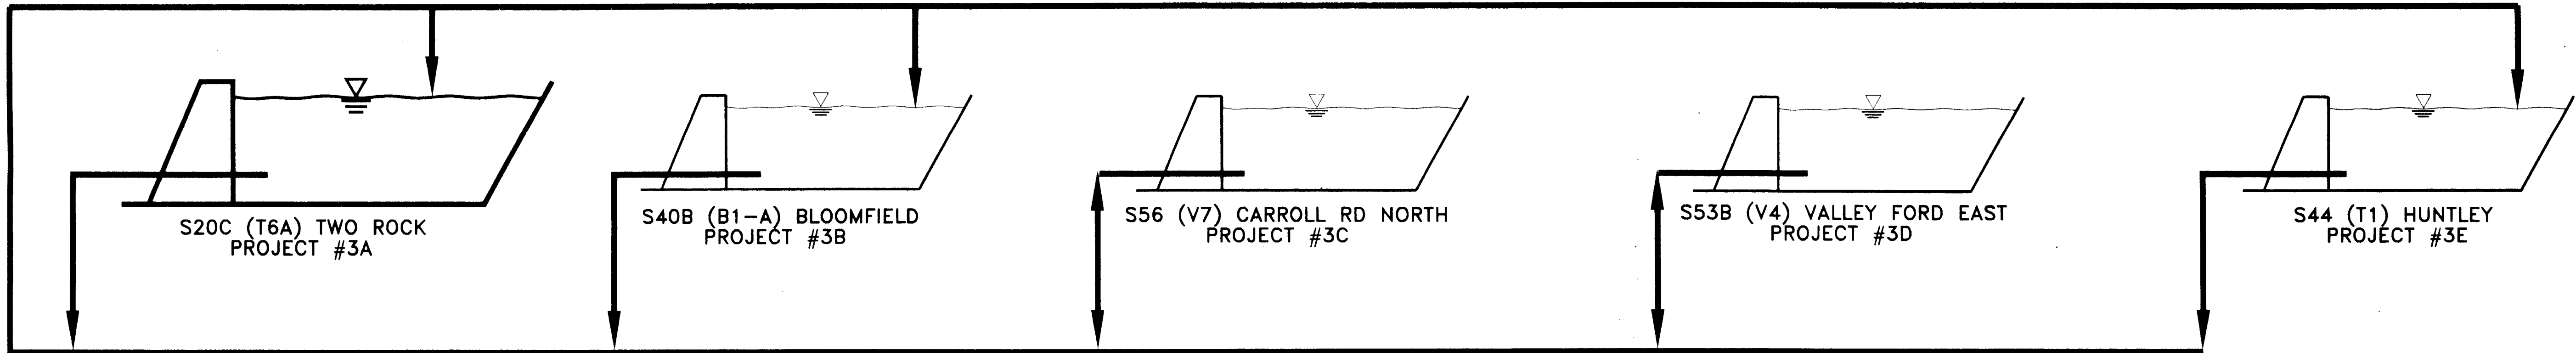 S20C (T6A) TWO ROCK
PROJECT #3A
S40B (B1-A) BLOOMFIELD
PROJECT #3B
S56 (V7) CARROLL RD NORTH
PROJECT #3C
S53B (V4) VALLEY FORD EAST
PROJECT #3D
S44 (T1) HUNTLEY
PROJECT #3E